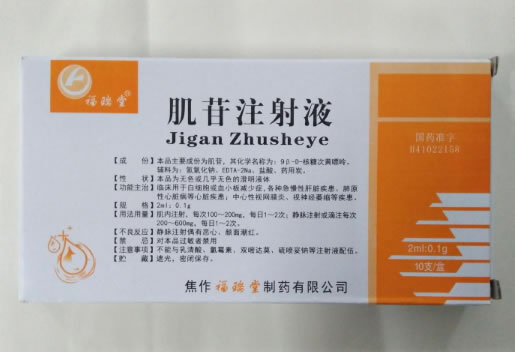 福瑞堂
肌苷注射液
Jigan Zhusheye
国药准字
H41022158
【成 份】本品主要成份为肌苷，其化学名称为：9β-D-核糖次黄嘌呤，
辅料为：氢氧化钠、EDTA-2Na、盐酸、药用炭。
【性 状】本品为无色或几乎无色的澄明液体
【功能主治】临床用于白细胞或血小板减少症，各种急慢性肝脏疾患，肺源
性心脏病等心脏疾患；中心性视网膜炎、视神经萎缩等疾患。
【规 格】2ml：0.1g
【用法用量】肌内注射，每次100~200mg，每日1~2次；静脉注射或滴注每次
200~600mg，每日1~2次。
【不良反应】静脉注射偶有恶心，颜面潮红。
【禁 忌】对本品过敏者禁用
【注意事项】不能与乳清酸、氯霉素、双嘧达莫、硫喷妥钠等注射液配伍。
【贮 藏】遮光，密闭保存。
2ml:0.1g
10支/盒
焦作福瑞堂制药有限公司